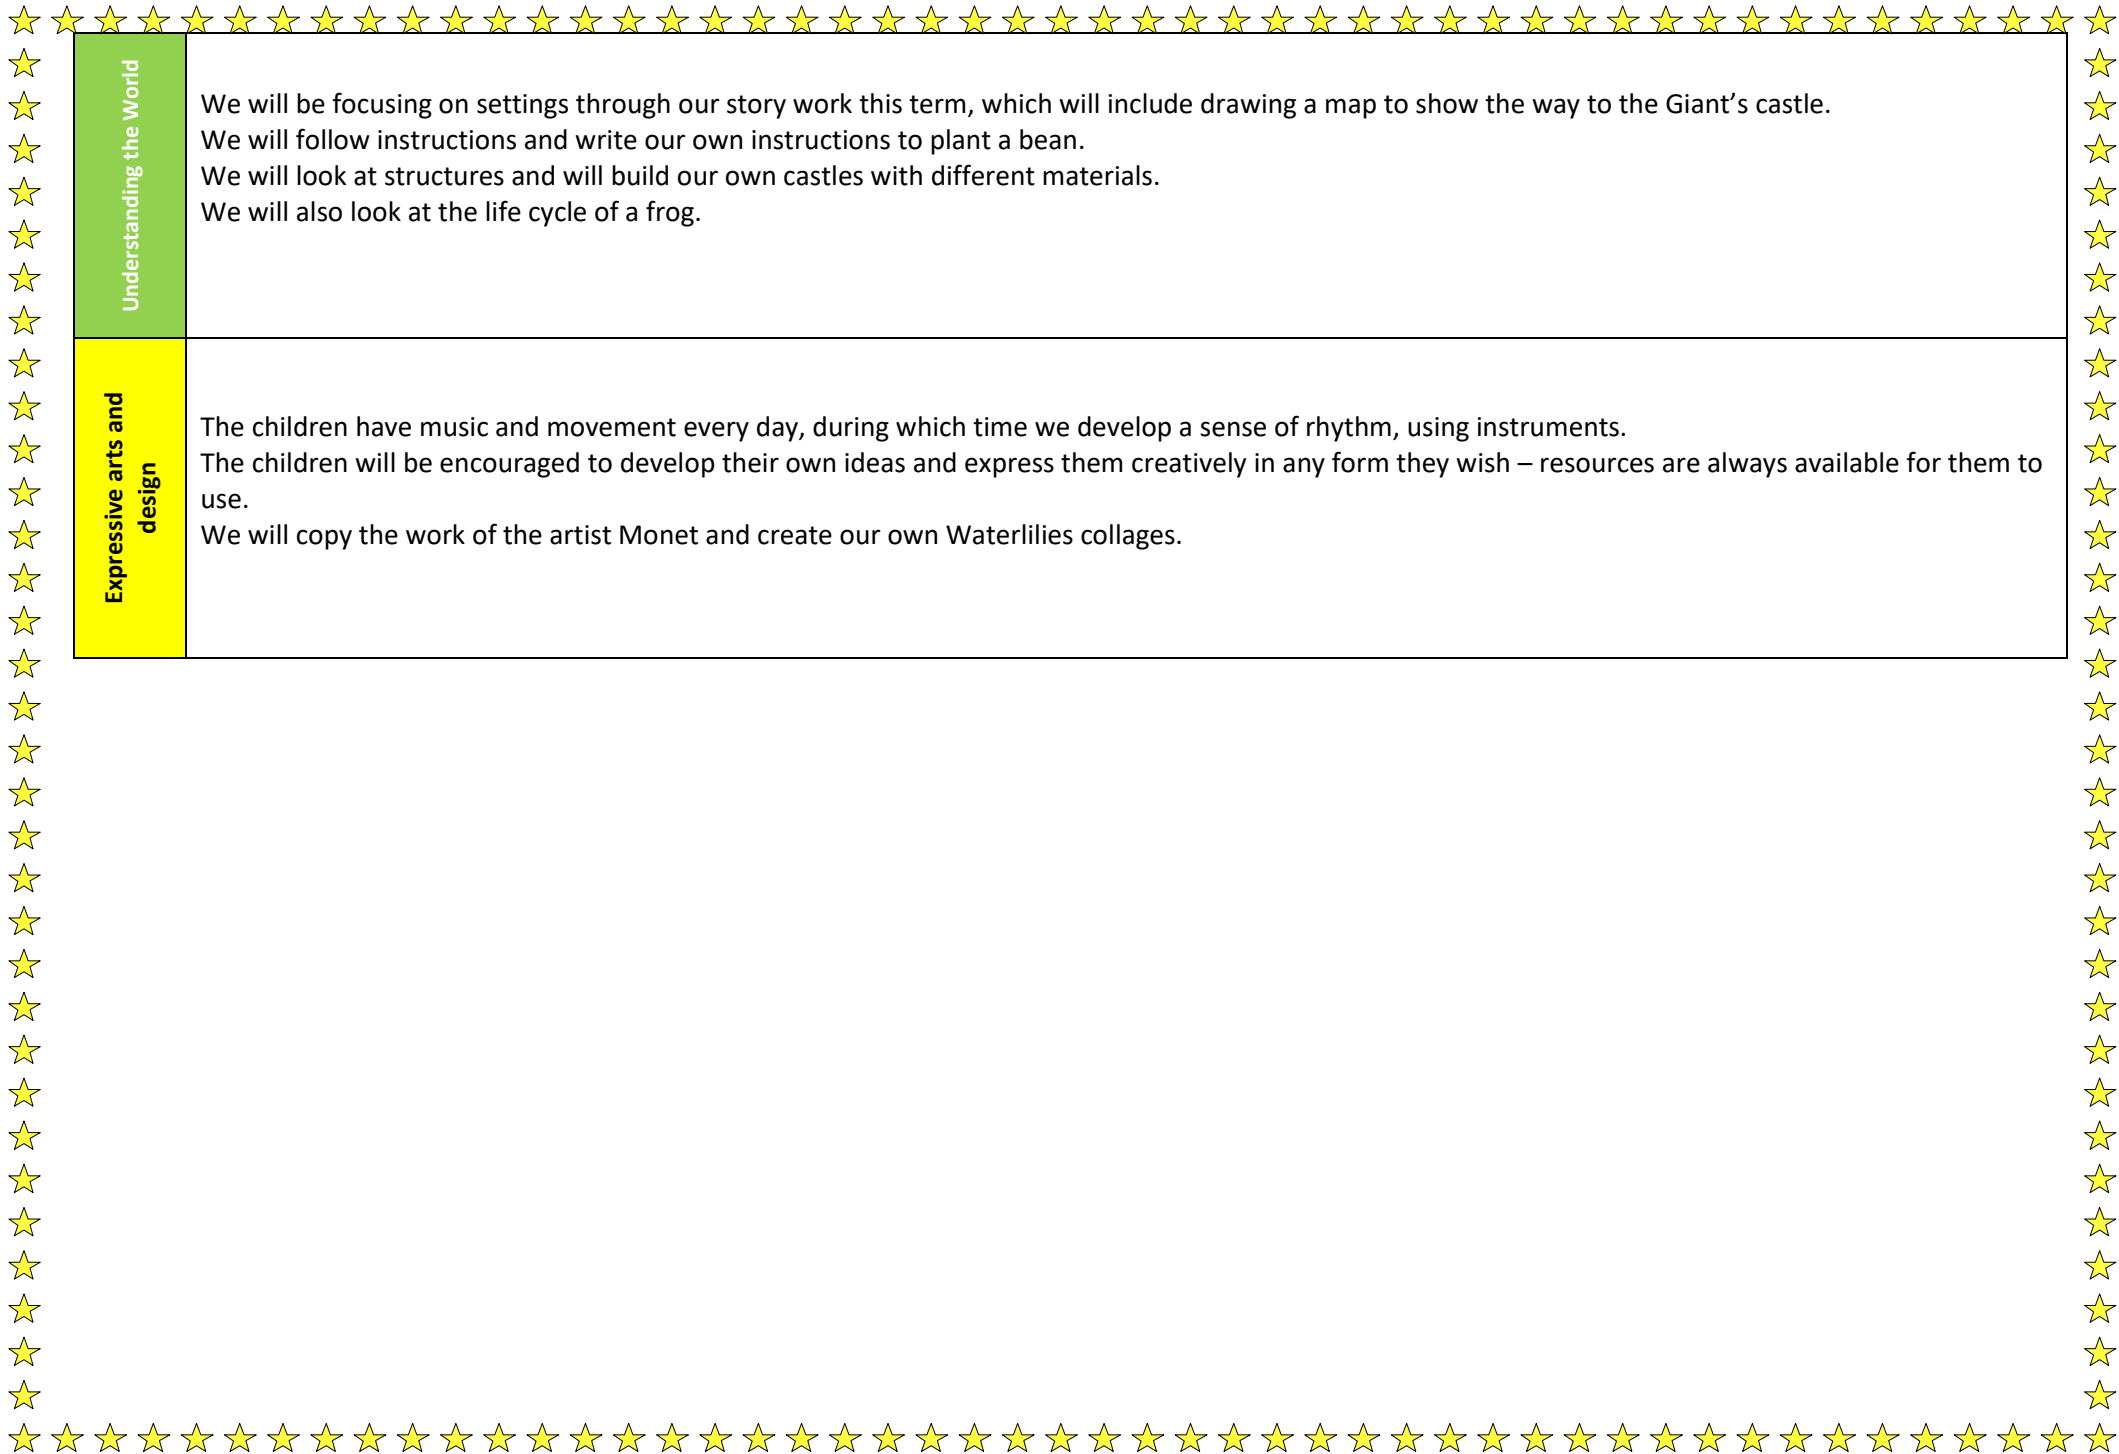 Understanding the World
We will be focusing on settings through our story work this term, which will include drawing a map to show the way to the Giant’s castle.
We will follow instructions and write our own instructions to plant a bean.
We will look at structures and will build our own castles with different materials.
We will also look at the life cycle of a frog.
Expressive arts and
design
The children have music and movement every day, during which time we develop a sense of rhythm, using instruments.
The children will be encouraged to develop their own ideas and express them creatively in any form they wish – resources are always available for them to
use.
We will copy the work of the artist Monet and create our own Waterlilies collages.